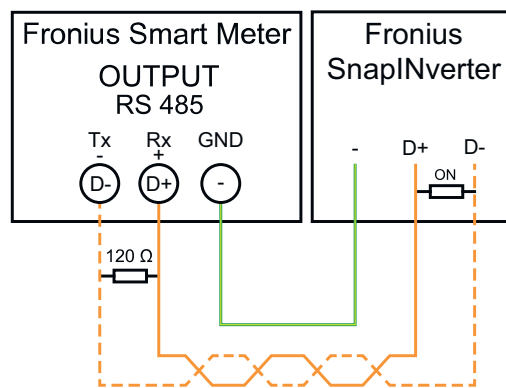 Fronius Smart Meter
OUTPUT
RS 485
Tx Rx GND
- +
D- D+ -
120 Ω
Fronius
SnapINverter
- D+ D-
ON